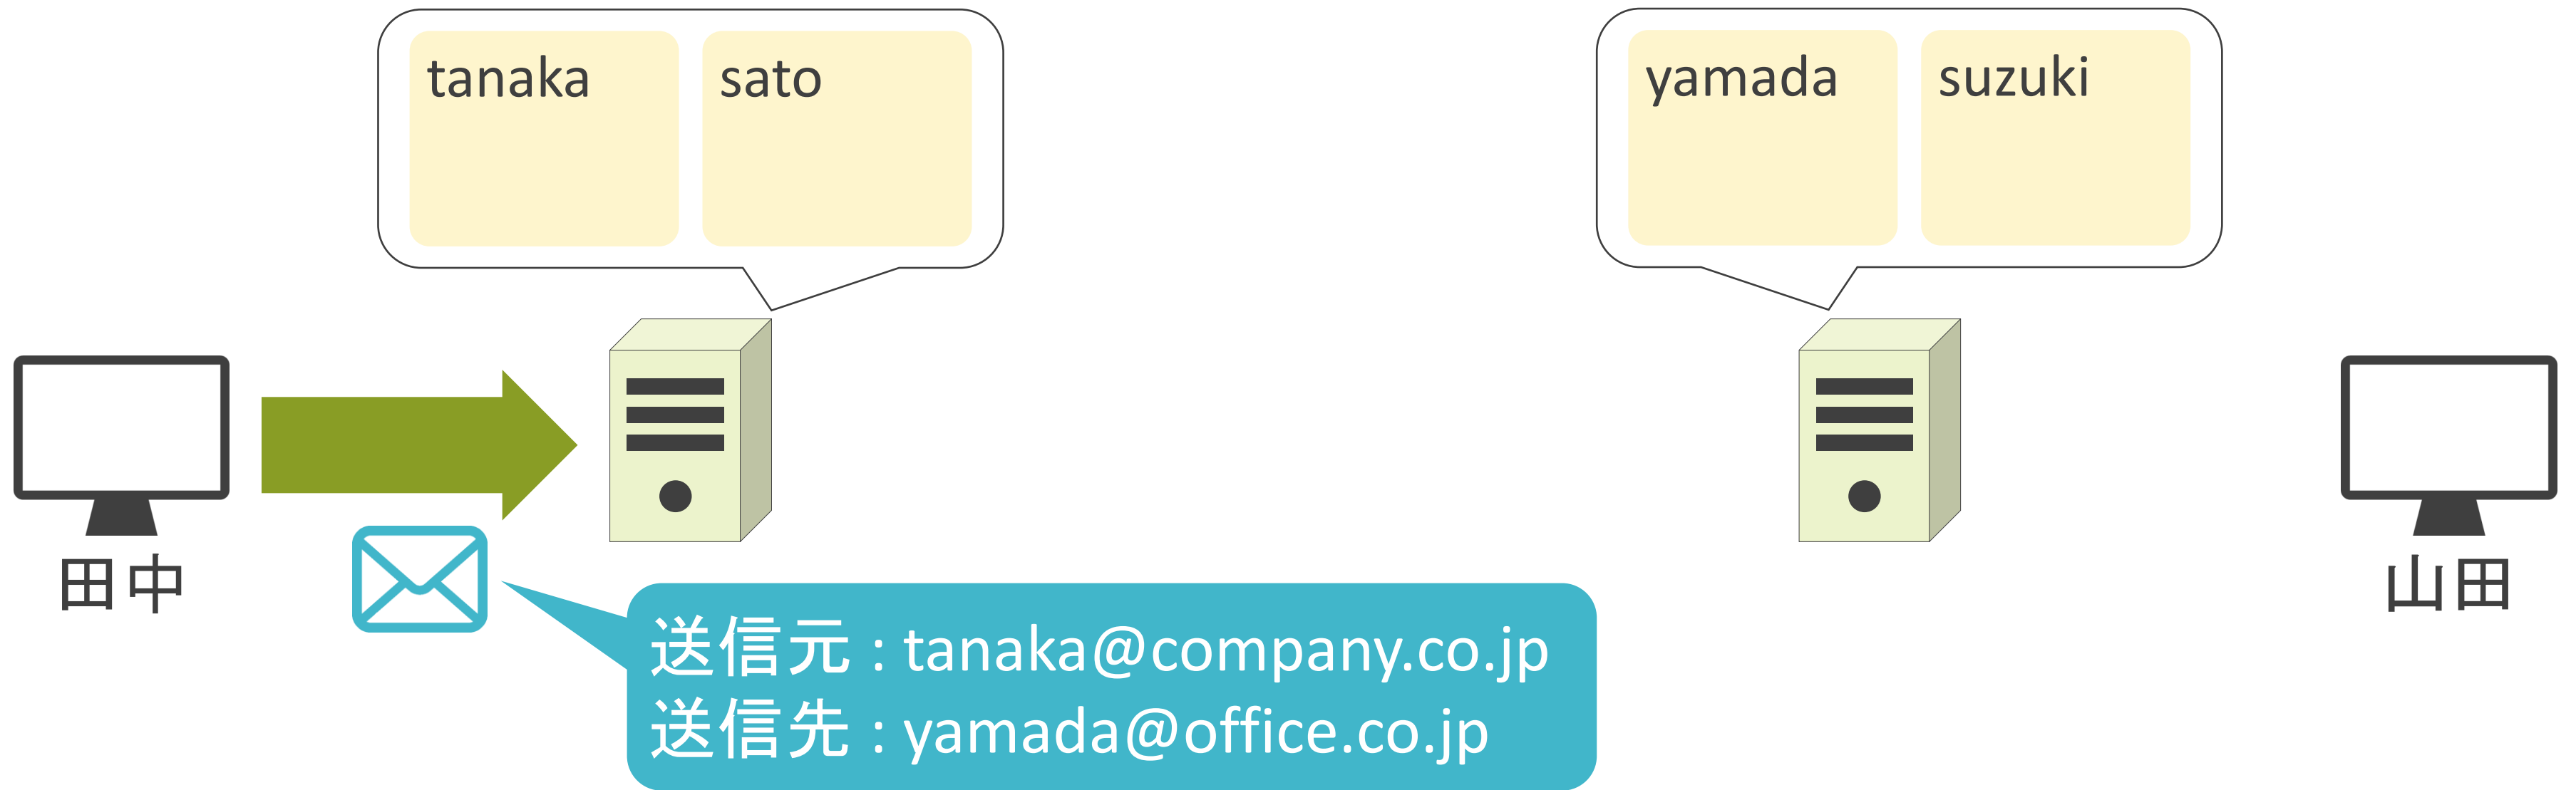 tanaka
sato
yamada
suzuki
田中
山田
送信元 : tanaka@company.co.jp
送信先 : yamada@office.co.jp